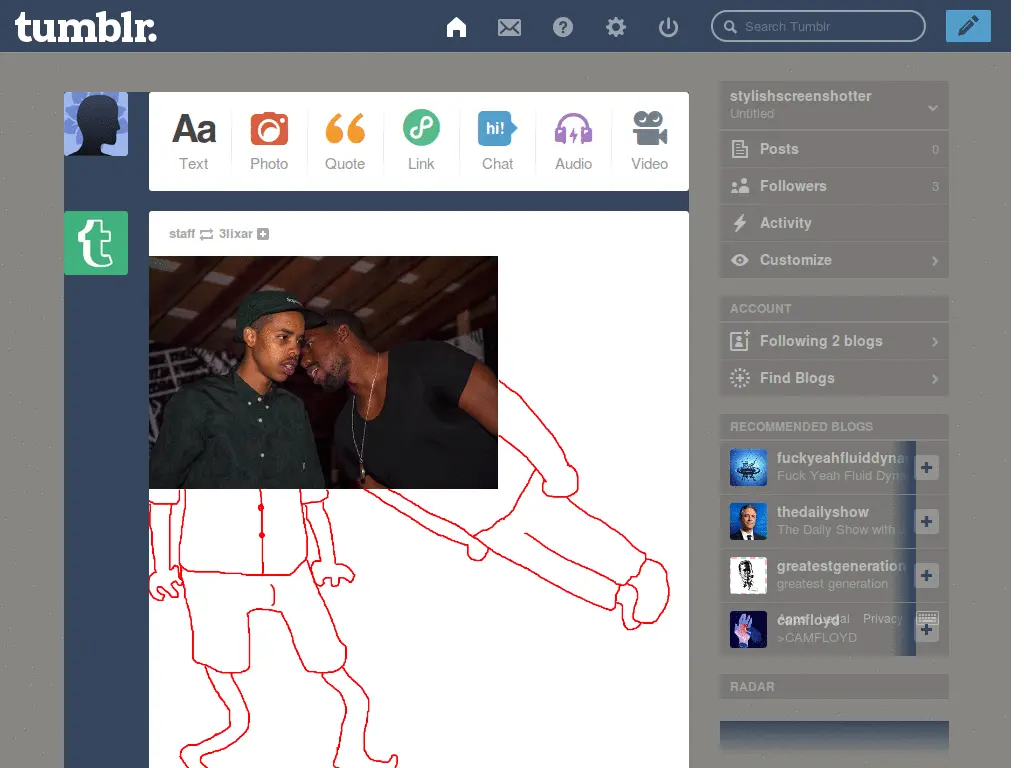 tumblr.
Search Tumblr
Aa
hi!
Text
Photo
Quote
Link
Chat
Audio
Video
stylishscreenshotter
Untitled
Posts 0
Followers 3
Activity
Customize
ACCOUNT
Following 2 blogs
Find Blogs
RECOMMENDED BLOGS
fuckyeahfluiddyna
Fuck Yeah Fluid Dyna
thedailyshow
The Daily Show with
greatestgeneration
greatest generation
camfloyd
Apps Legal Privacy
>CAMFLOYD
RADAR
t
staff 3lixar